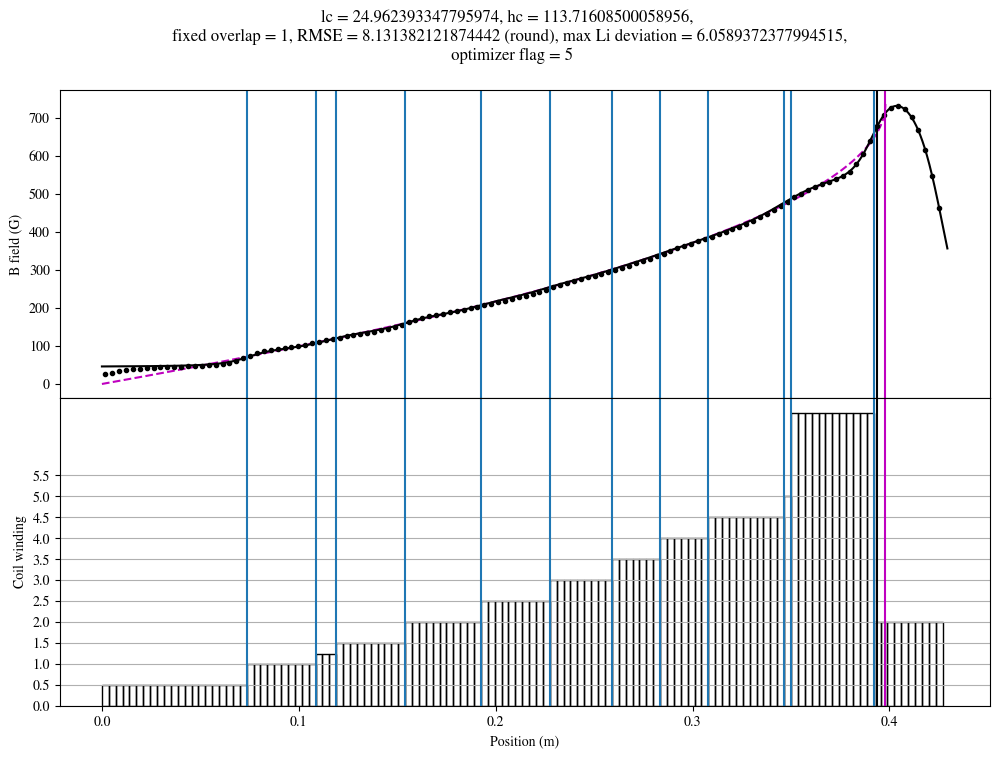 lc = 24.962393347795974, hc = 113.71608500058956,
fixed overlap = 1, RMSE = 8.131382121874442 (round), max Li deviation = 6.0589372377994515,
optimizer flag = 5
700
600
500
400
300
200
100
0
B field (G)
5.5
5.0
4.5
4.0
3.5
3.0
2.5
2.0
1.5
1.0
0.5
0.0
Coil winding
0.0 0.1 0.2 0.3 0.4
Position (m)